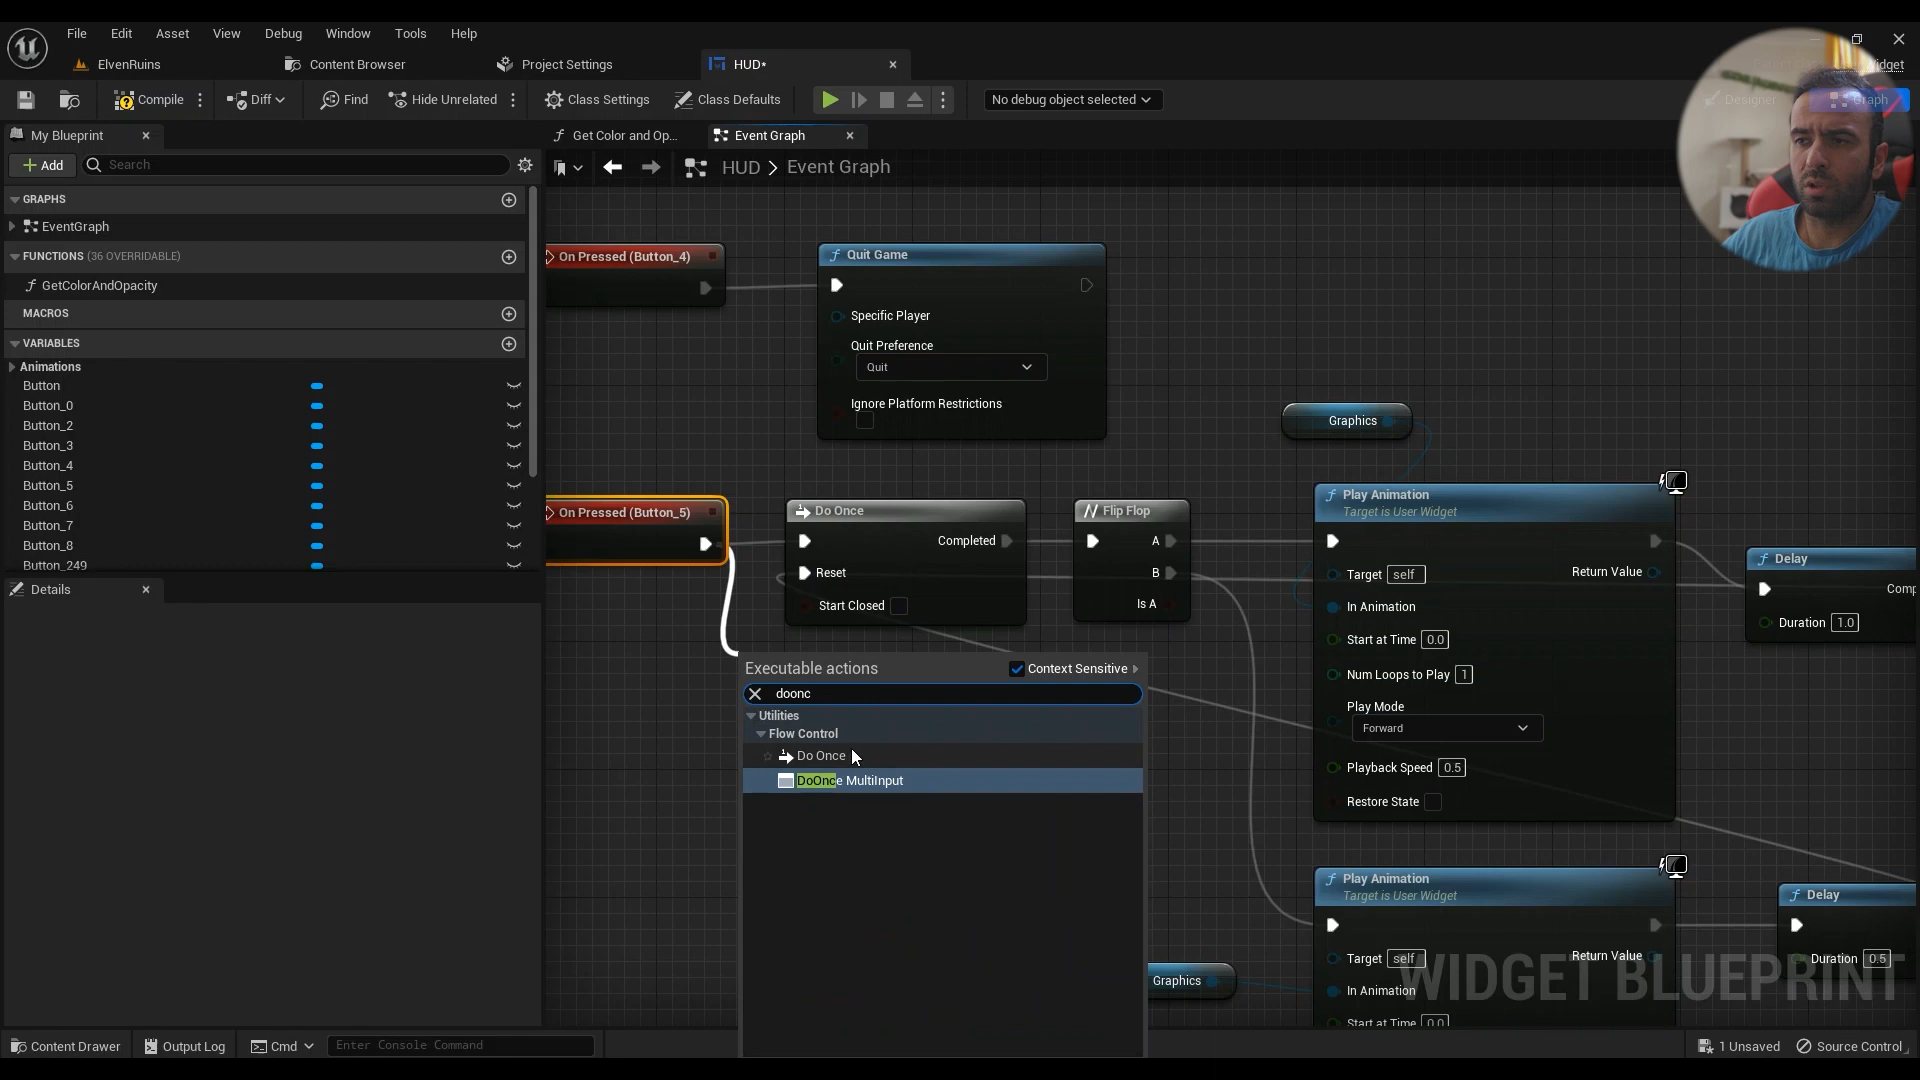 File Edit Asset View Debug Window Tools Help
ElvenRuins Content Browser Project Settings HUD*
Compile Diff Find Hide Unrelated Class Settings Class Defaults No debug object selected Designer Graph
My Blueprint
Get Color and Op... Event Graph
Add Search
HUD > Event Graph
GRAPHS
EventGraph
FUNCTIONS (36 OVERRIDABLE)
GetColorAndOpacity
MACROS
VARIABLES
Animations
Button
Button_0
Button_2
Button_3
Button_4
Button_5
Button_6
Button_7
Button_8
Button_249
Details
On Pressed (Button_4)
Quit Game
Specific Player
Quit Preference
Quit
Ignore Platform Restrictions
Graphics
On Pressed (Button_5)
Do Once
Completed
Reset
Start Closed
Flip Flop
A
B
Is A
Play Animation
Target is User Widget
Target self Return Value
In Animation
Start at Time 0.0
Num Loops to Play 1
Play Mode
Forward
Playback Speed 0.5
Restore State
Delay
Duration 1.0
Executable actions Context Sensitive
doonc
Utilities
Flow Control
Do Once
DoOnce MultiInput
Play Animation
Target is User Widget
Target self Return Value
In Animation
Start at Time 0.0
Graphics
Delay
Duration 0.5
WIDGET BLUEPRINT
Content Drawer Output Log Cmd Enter Console Command 1 Unsaved Source Control